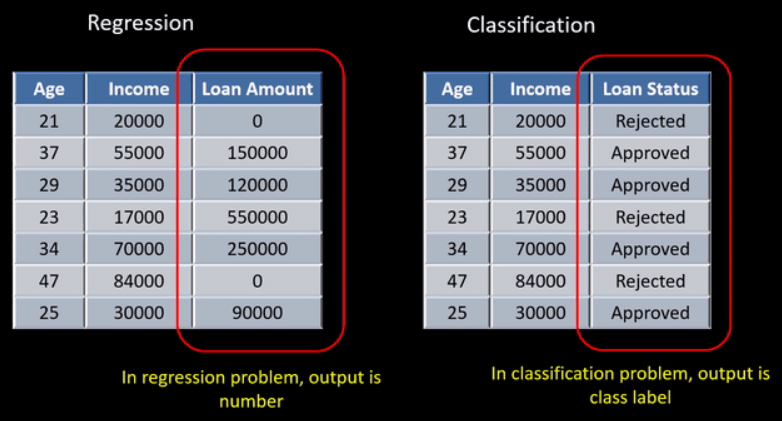 Regression
Age Income Loan Amount
21 20000 0
37 55000 150000
29 35000 120000
23 17000 550000
34 70000 250000
47 84000 0
25 30000 90000
In regression problem, output is
number
Classification
Age Income Loan Status
21 20000 Rejected
37 55000 Approved
29 35000 Approved
23 17000 Rejected
34 70000 Approved
47 84000 Rejected
25 30000 Approved
In classification problem, output is
class label